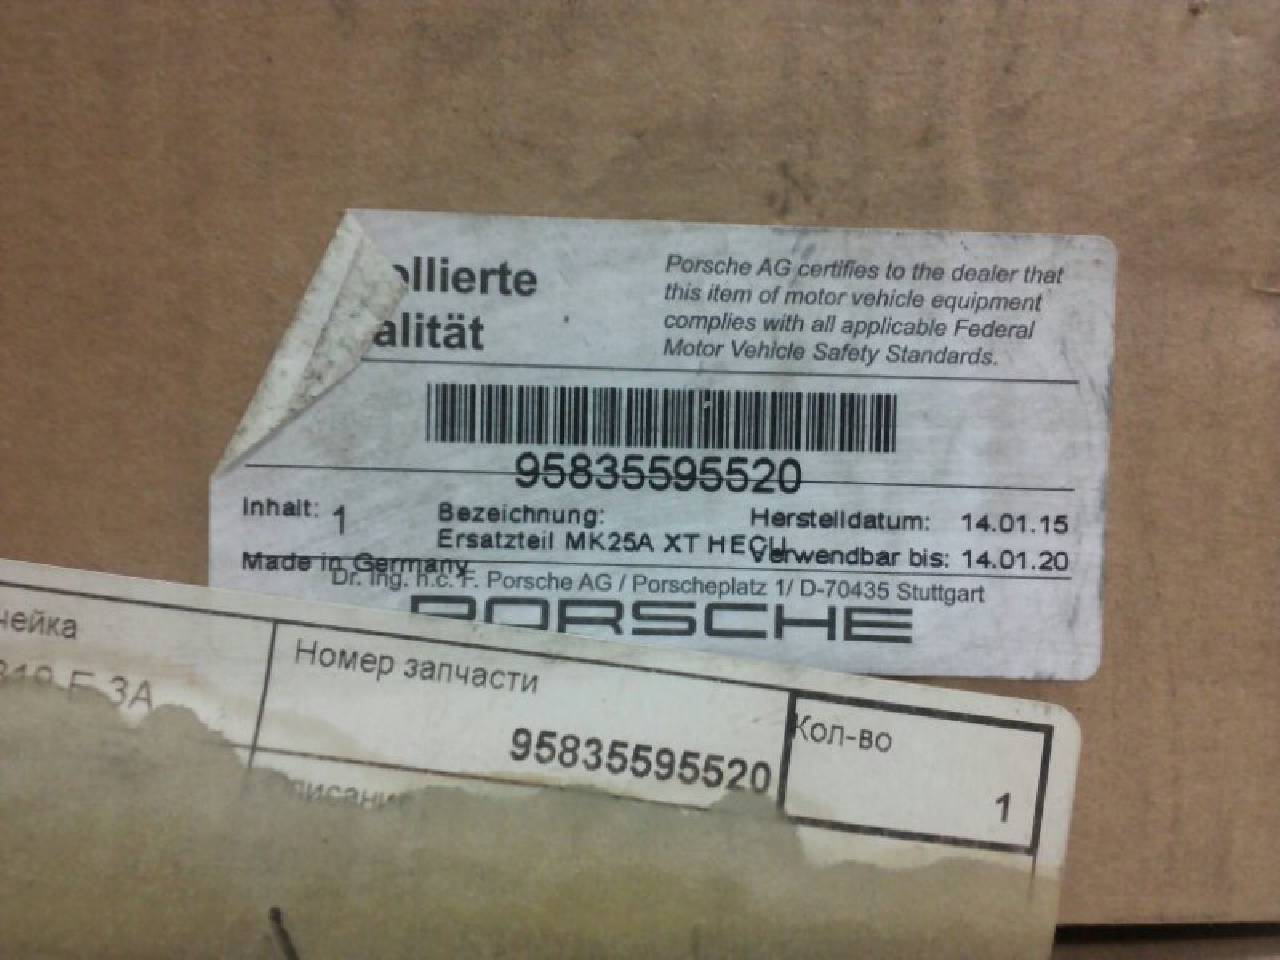 ollierte
alität
Porsche AG certifies to the dealer that
this item of motor vehicle equipment
complies with all applicable Federal
Motor Vehicle Safety Standards.
95835595520
Inhalt: 1
Bezeichnung:
Ersatzteil MK25A XT HECU
Herstelldatum: 14.01.15
Verwendbar bis: 14.01.20
Made in Germany
Dr. Ing. h.c. F. Porsche AG / Porscheplatz 1/ D-70435 Stuttgart
PORSCHE
чейка
319 E 3A
Номер запчасти
95835595520
Кол-во
1
писани